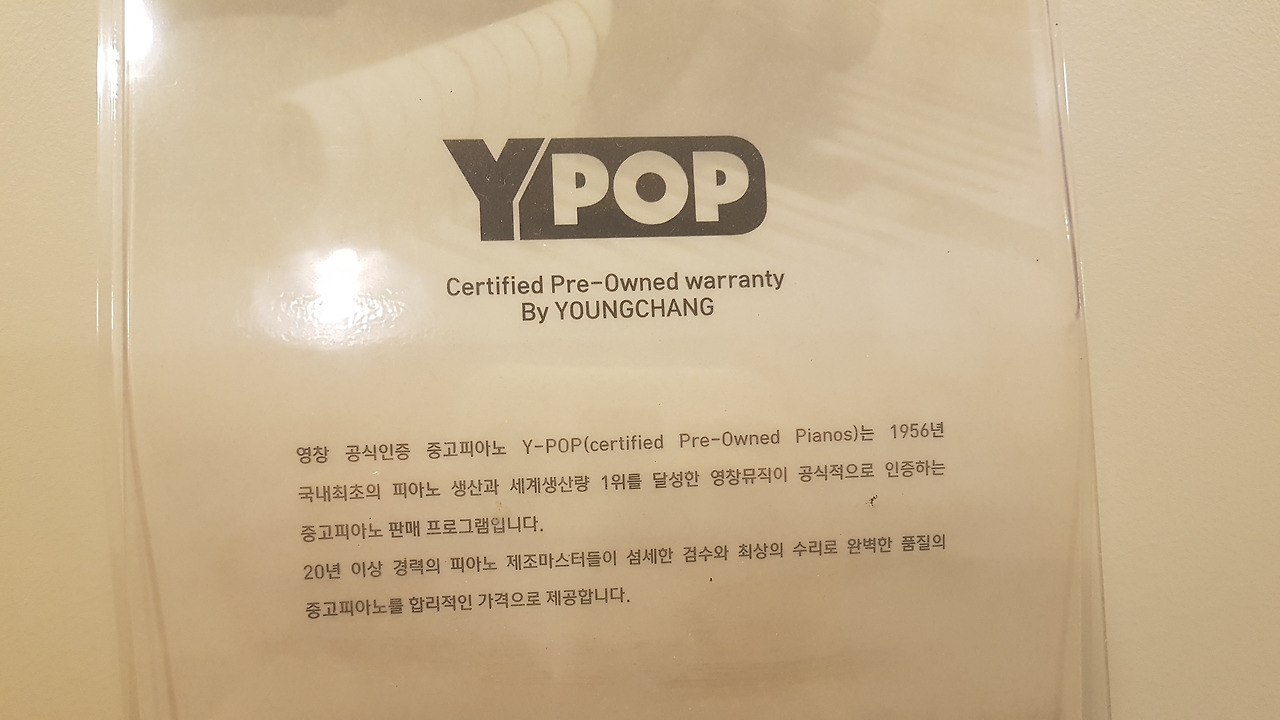 YPOP
Certified Pre-Owned warranty
By YOUNGCHANG
영창 공식인증 중고피아노 Y-POP(certified Pre-Owned Pianos)는 1956년
국내최초의 피아노 생산과 세계생산량 1위를 달성한 영창뮤직이 공식적으로 인증하는
중고피아노 판매 프로그램입니다.
20년 이상 경력의 피아노 제조마스터들이 섬세한 검수와 최상의 수리로 완벽한 품질의
중고피아노를 합리적인 가격으로 제공합니다.